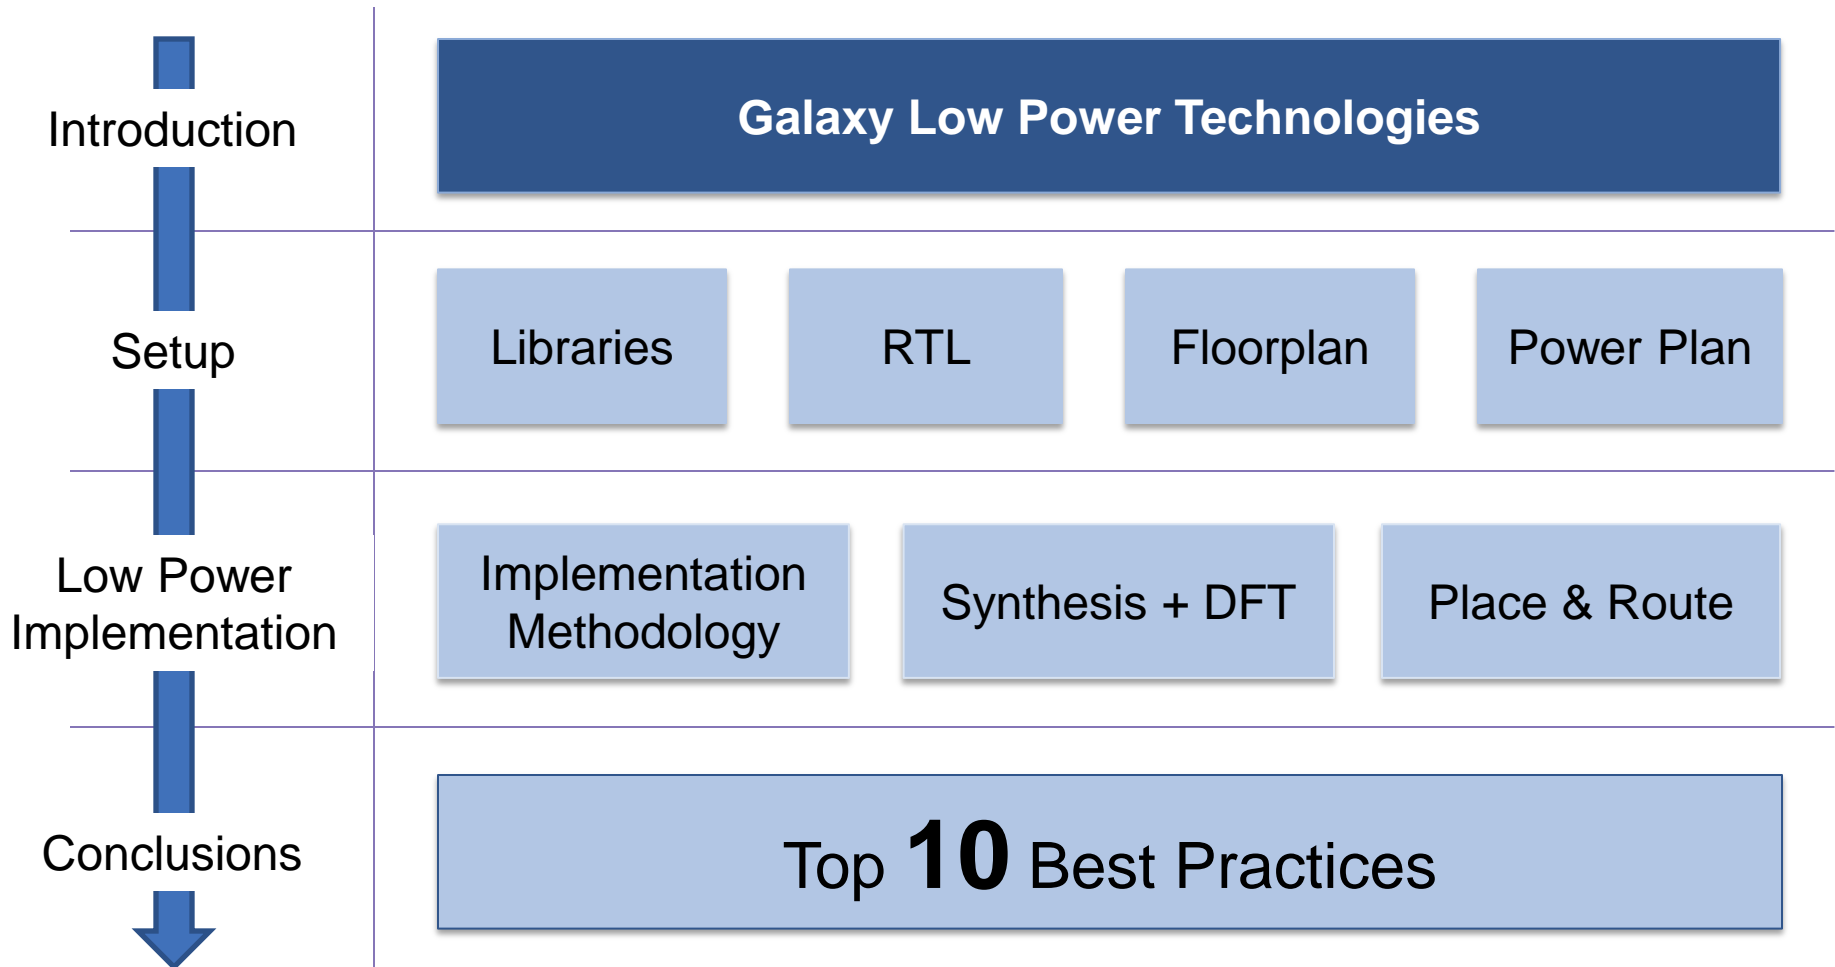 Introduction
Galaxy Low Power Technologies
Setup
Libraries
RTL
Floorplan
Power Plan
Low Power
Implementation
Implementation
Methodology
Synthesis + DFT
Place & Route
Conclusions
Top 10 Best Practices